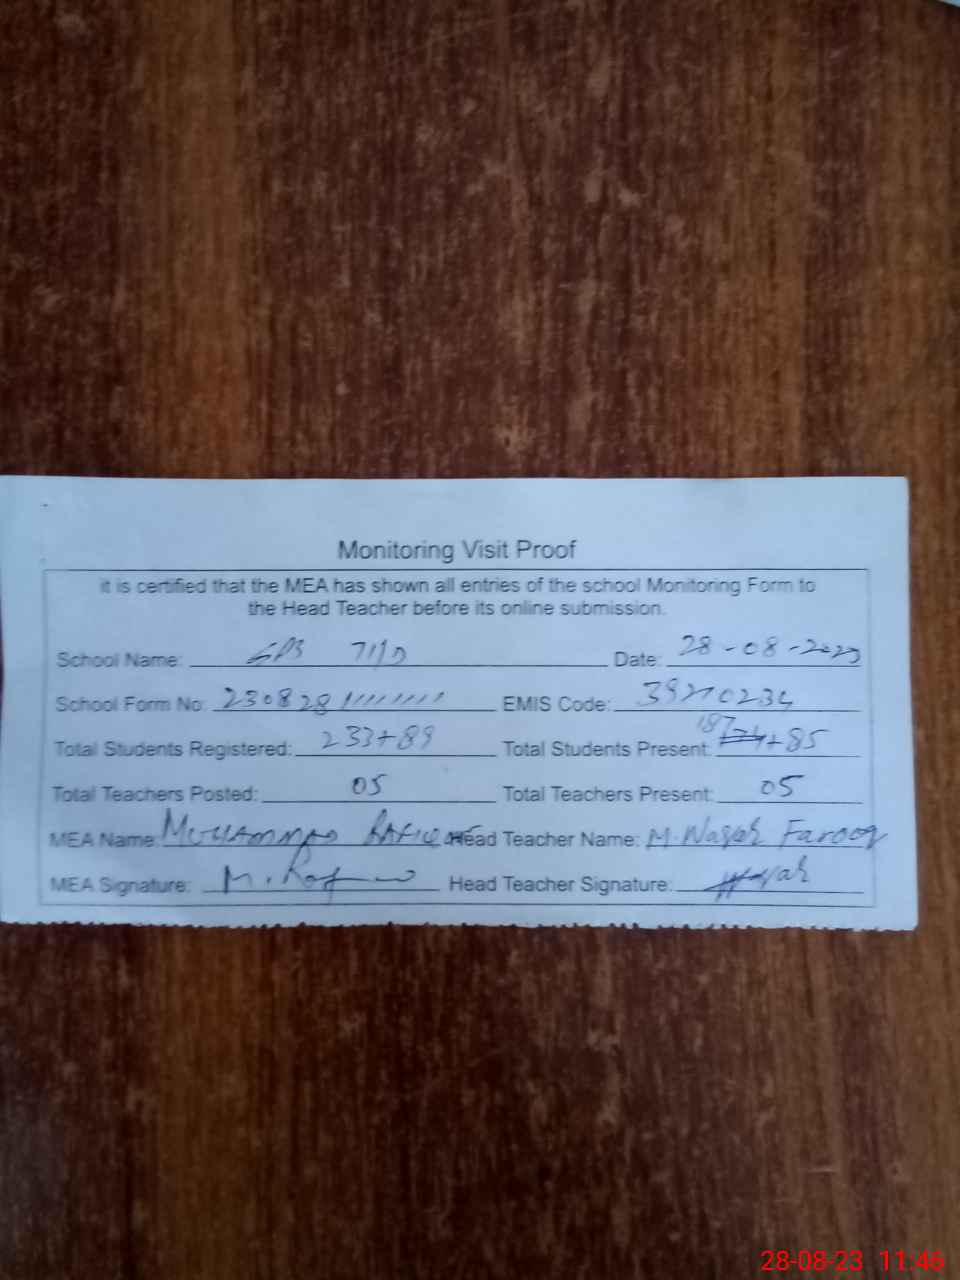 Monitoring Visit Proof
it is certified that the MEA has shown all entries of the school Monitoring Form to
the Head Teacher before its online submission.
School Name: Date: 28-08-2023
School Form No: 230828 EMIS Code: 39210234
Total Students Registered: 233+89 Total Students Present: 187+85
Total Teachers Posted: 05 Total Teachers Present: 05
MEA Name: MUHAMMAD RAFIQUE Head Teacher Name: M. Farooq
MEA Signature: Head Teacher Signature:
28-08-23 11:46